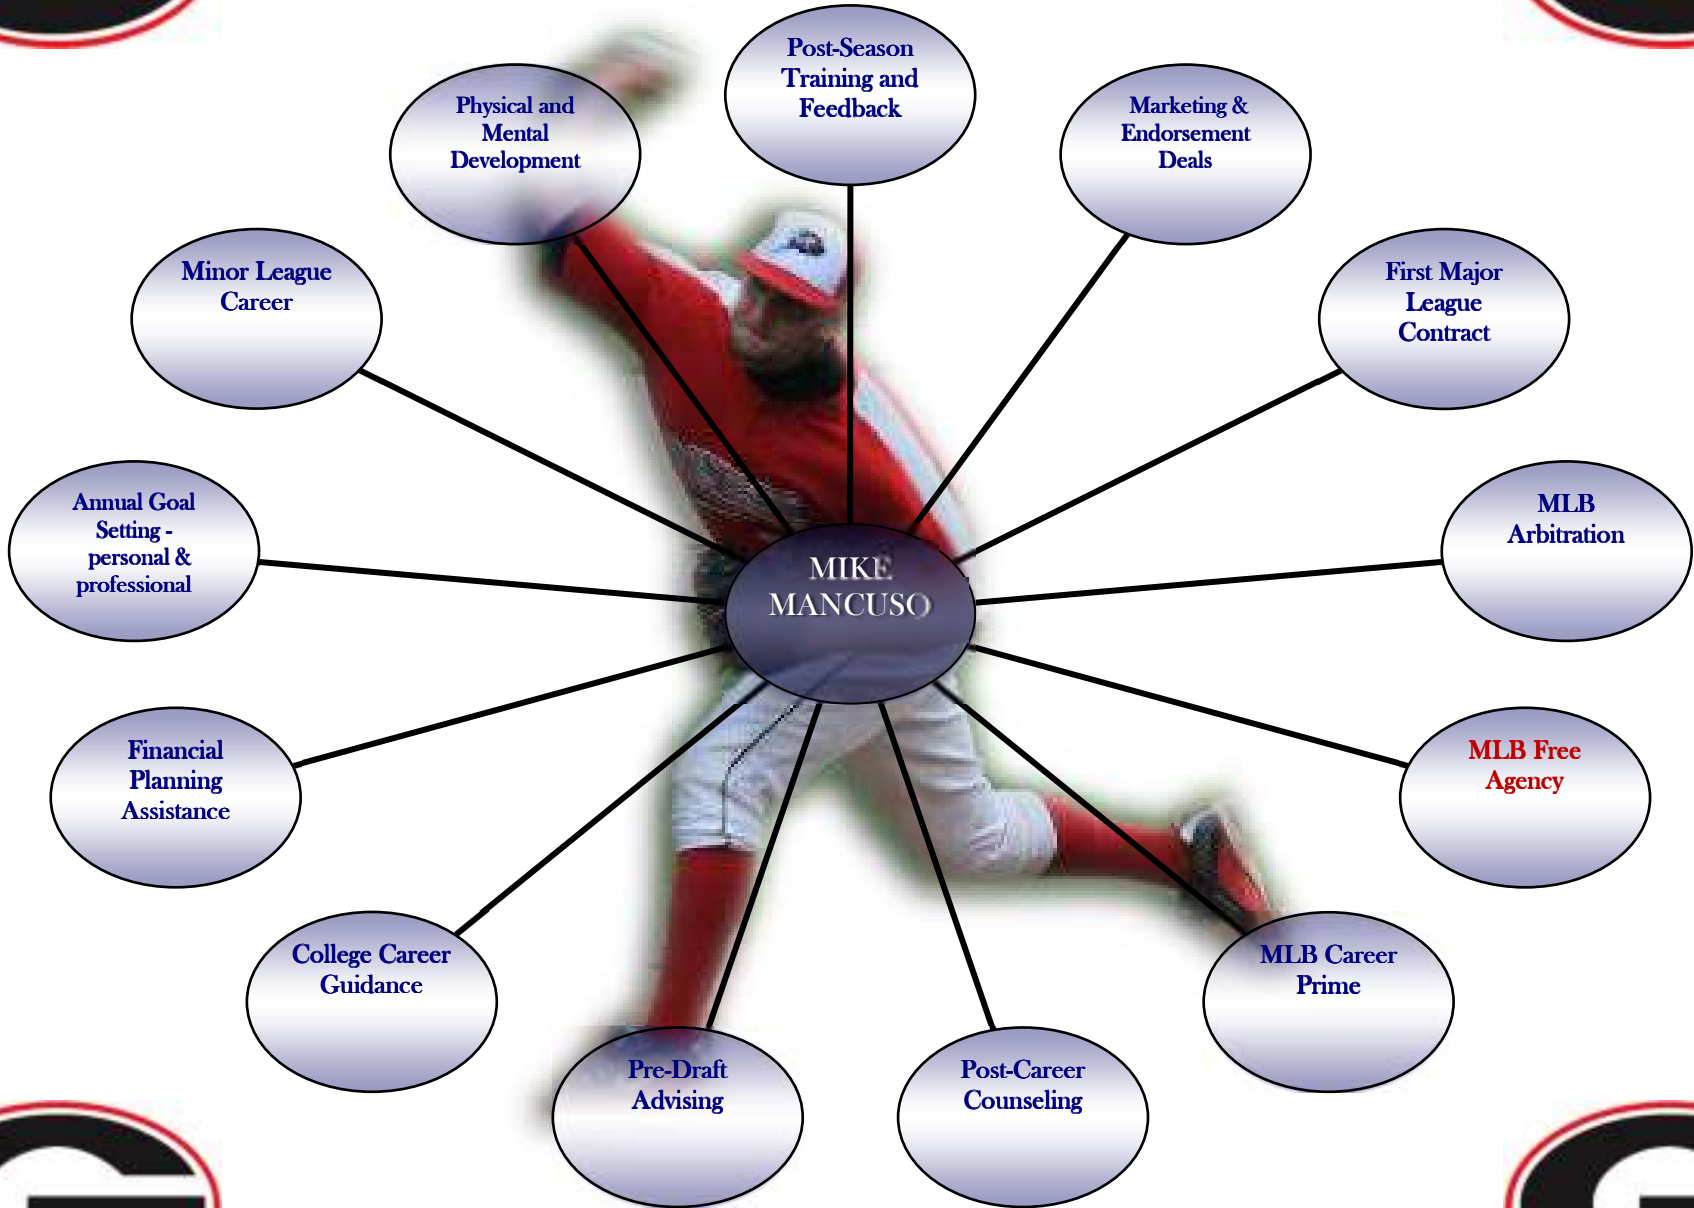 Post-Season
Training and
Feedback
Physical and
Mental
Development
Marketing &
Endorsement
Deals
Minor League
Career
First Major
League
Contract
Annual Goal
Setting -
personal &
professional
MLB
Arbitration
MIKE
MANCUSO
Financial
Planning
Assistance
MLB Free
Agency
College Career
Guidance
MLB Career
Prime
Pre-Draft
Advising
Post-Career
Counseling